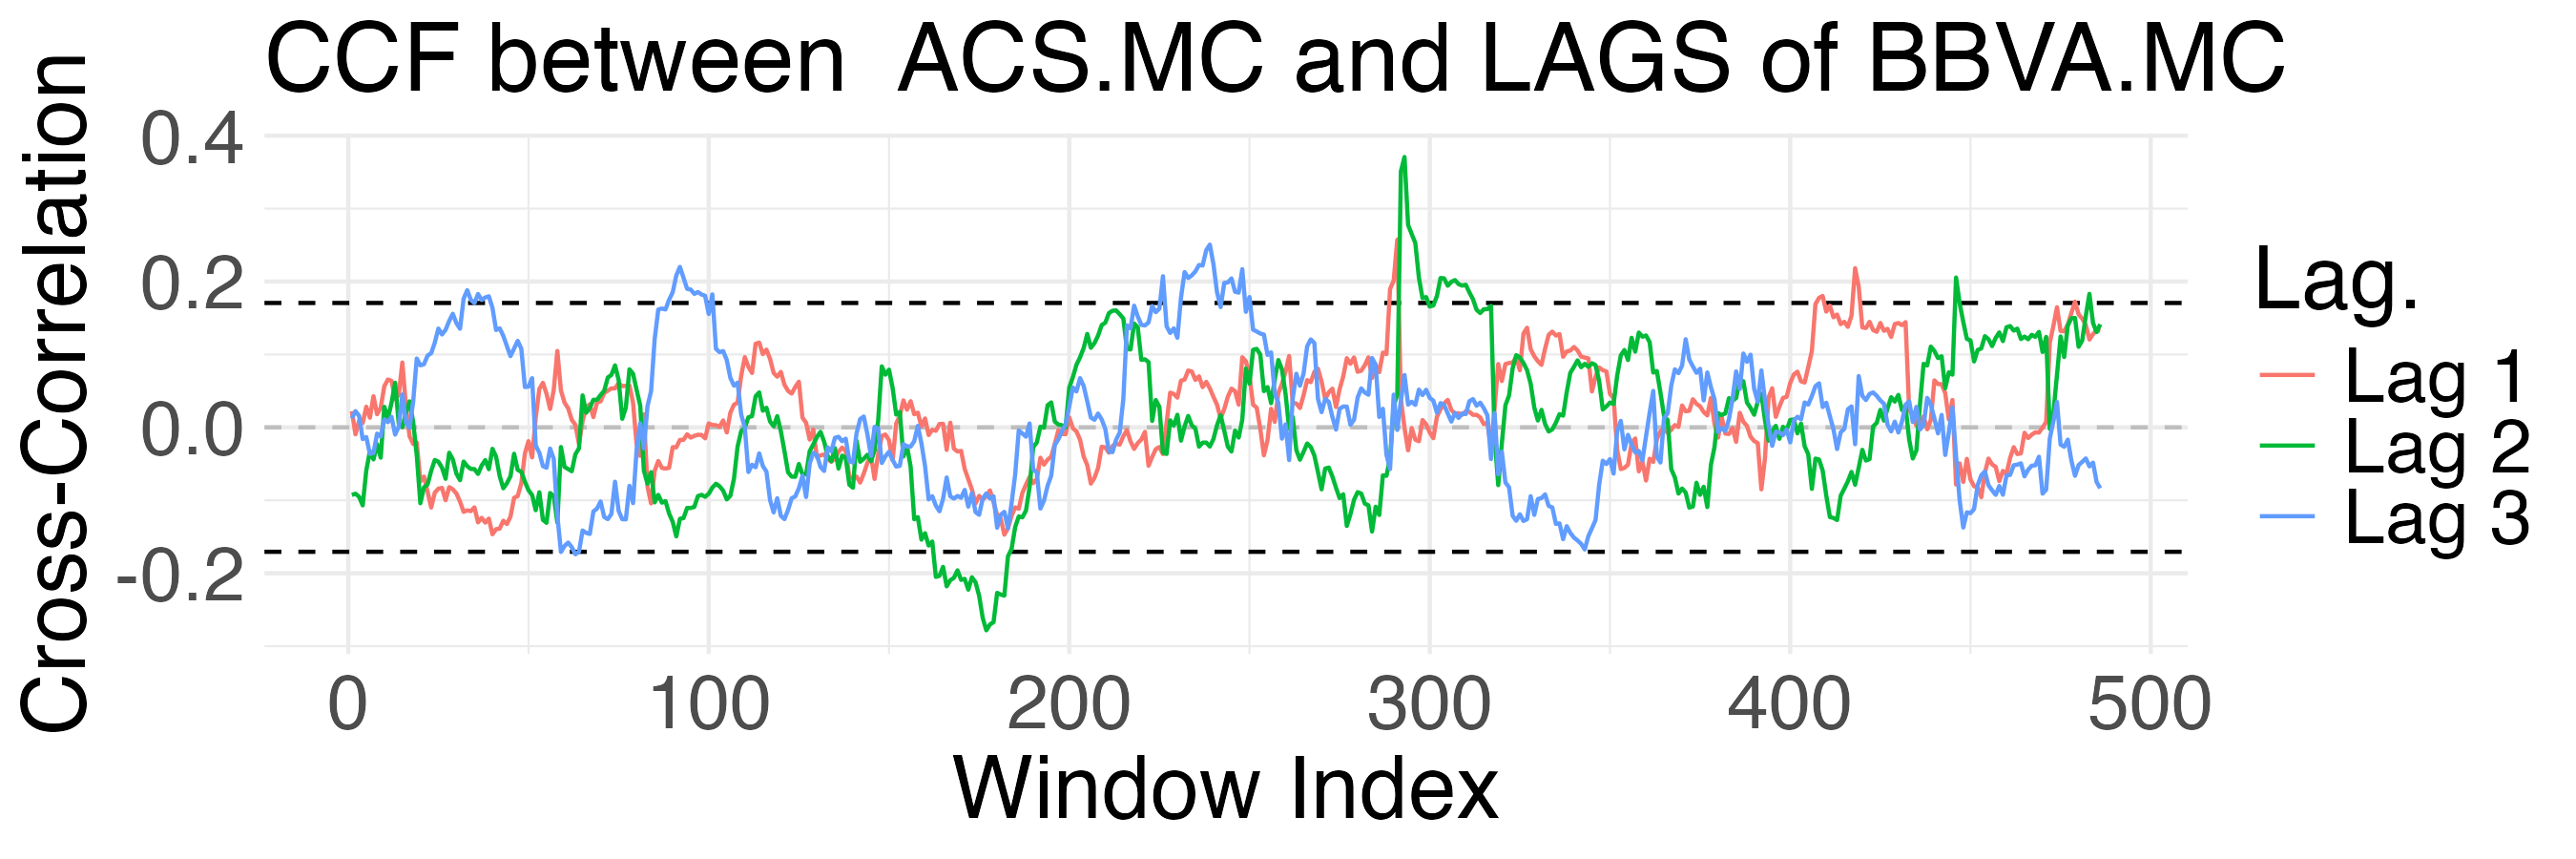 CCF between  ACS.MC and LAGS of BBVA.MC
Cross-Correlation
0.4
0.2
0.0
-0.2
0 100 200 300 400 500
Window Index
Lag.
Lag 1
Lag 2
Lag 3